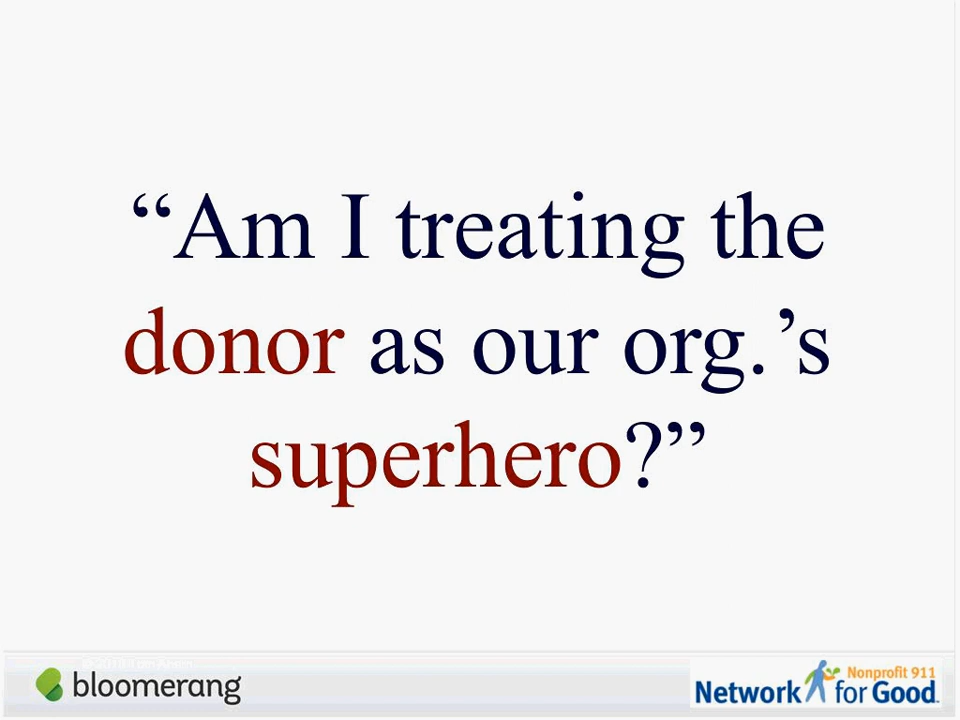 “Am I treating the
donor as our org.’s
superhero?”
bloomerang
Nonprofit 911
Network for Good.